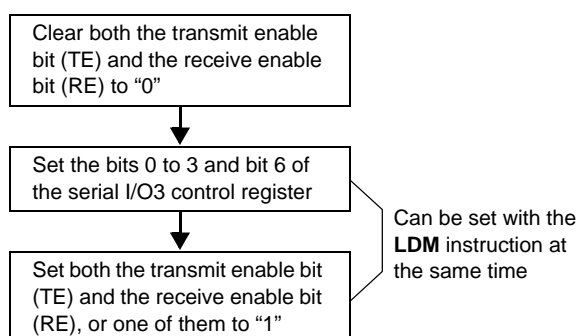 Clear both the transmit enable
bit (TE) and the receive enable
bit (RE) to “0”
Set the bits 0 to 3 and bit 6 of
the serial I/O3 control register
Can be set with the
LDM instruction at
the same time
Set both the transmit enable bit
(TE) and the receive enable bit
(RE), or one of them to “1”